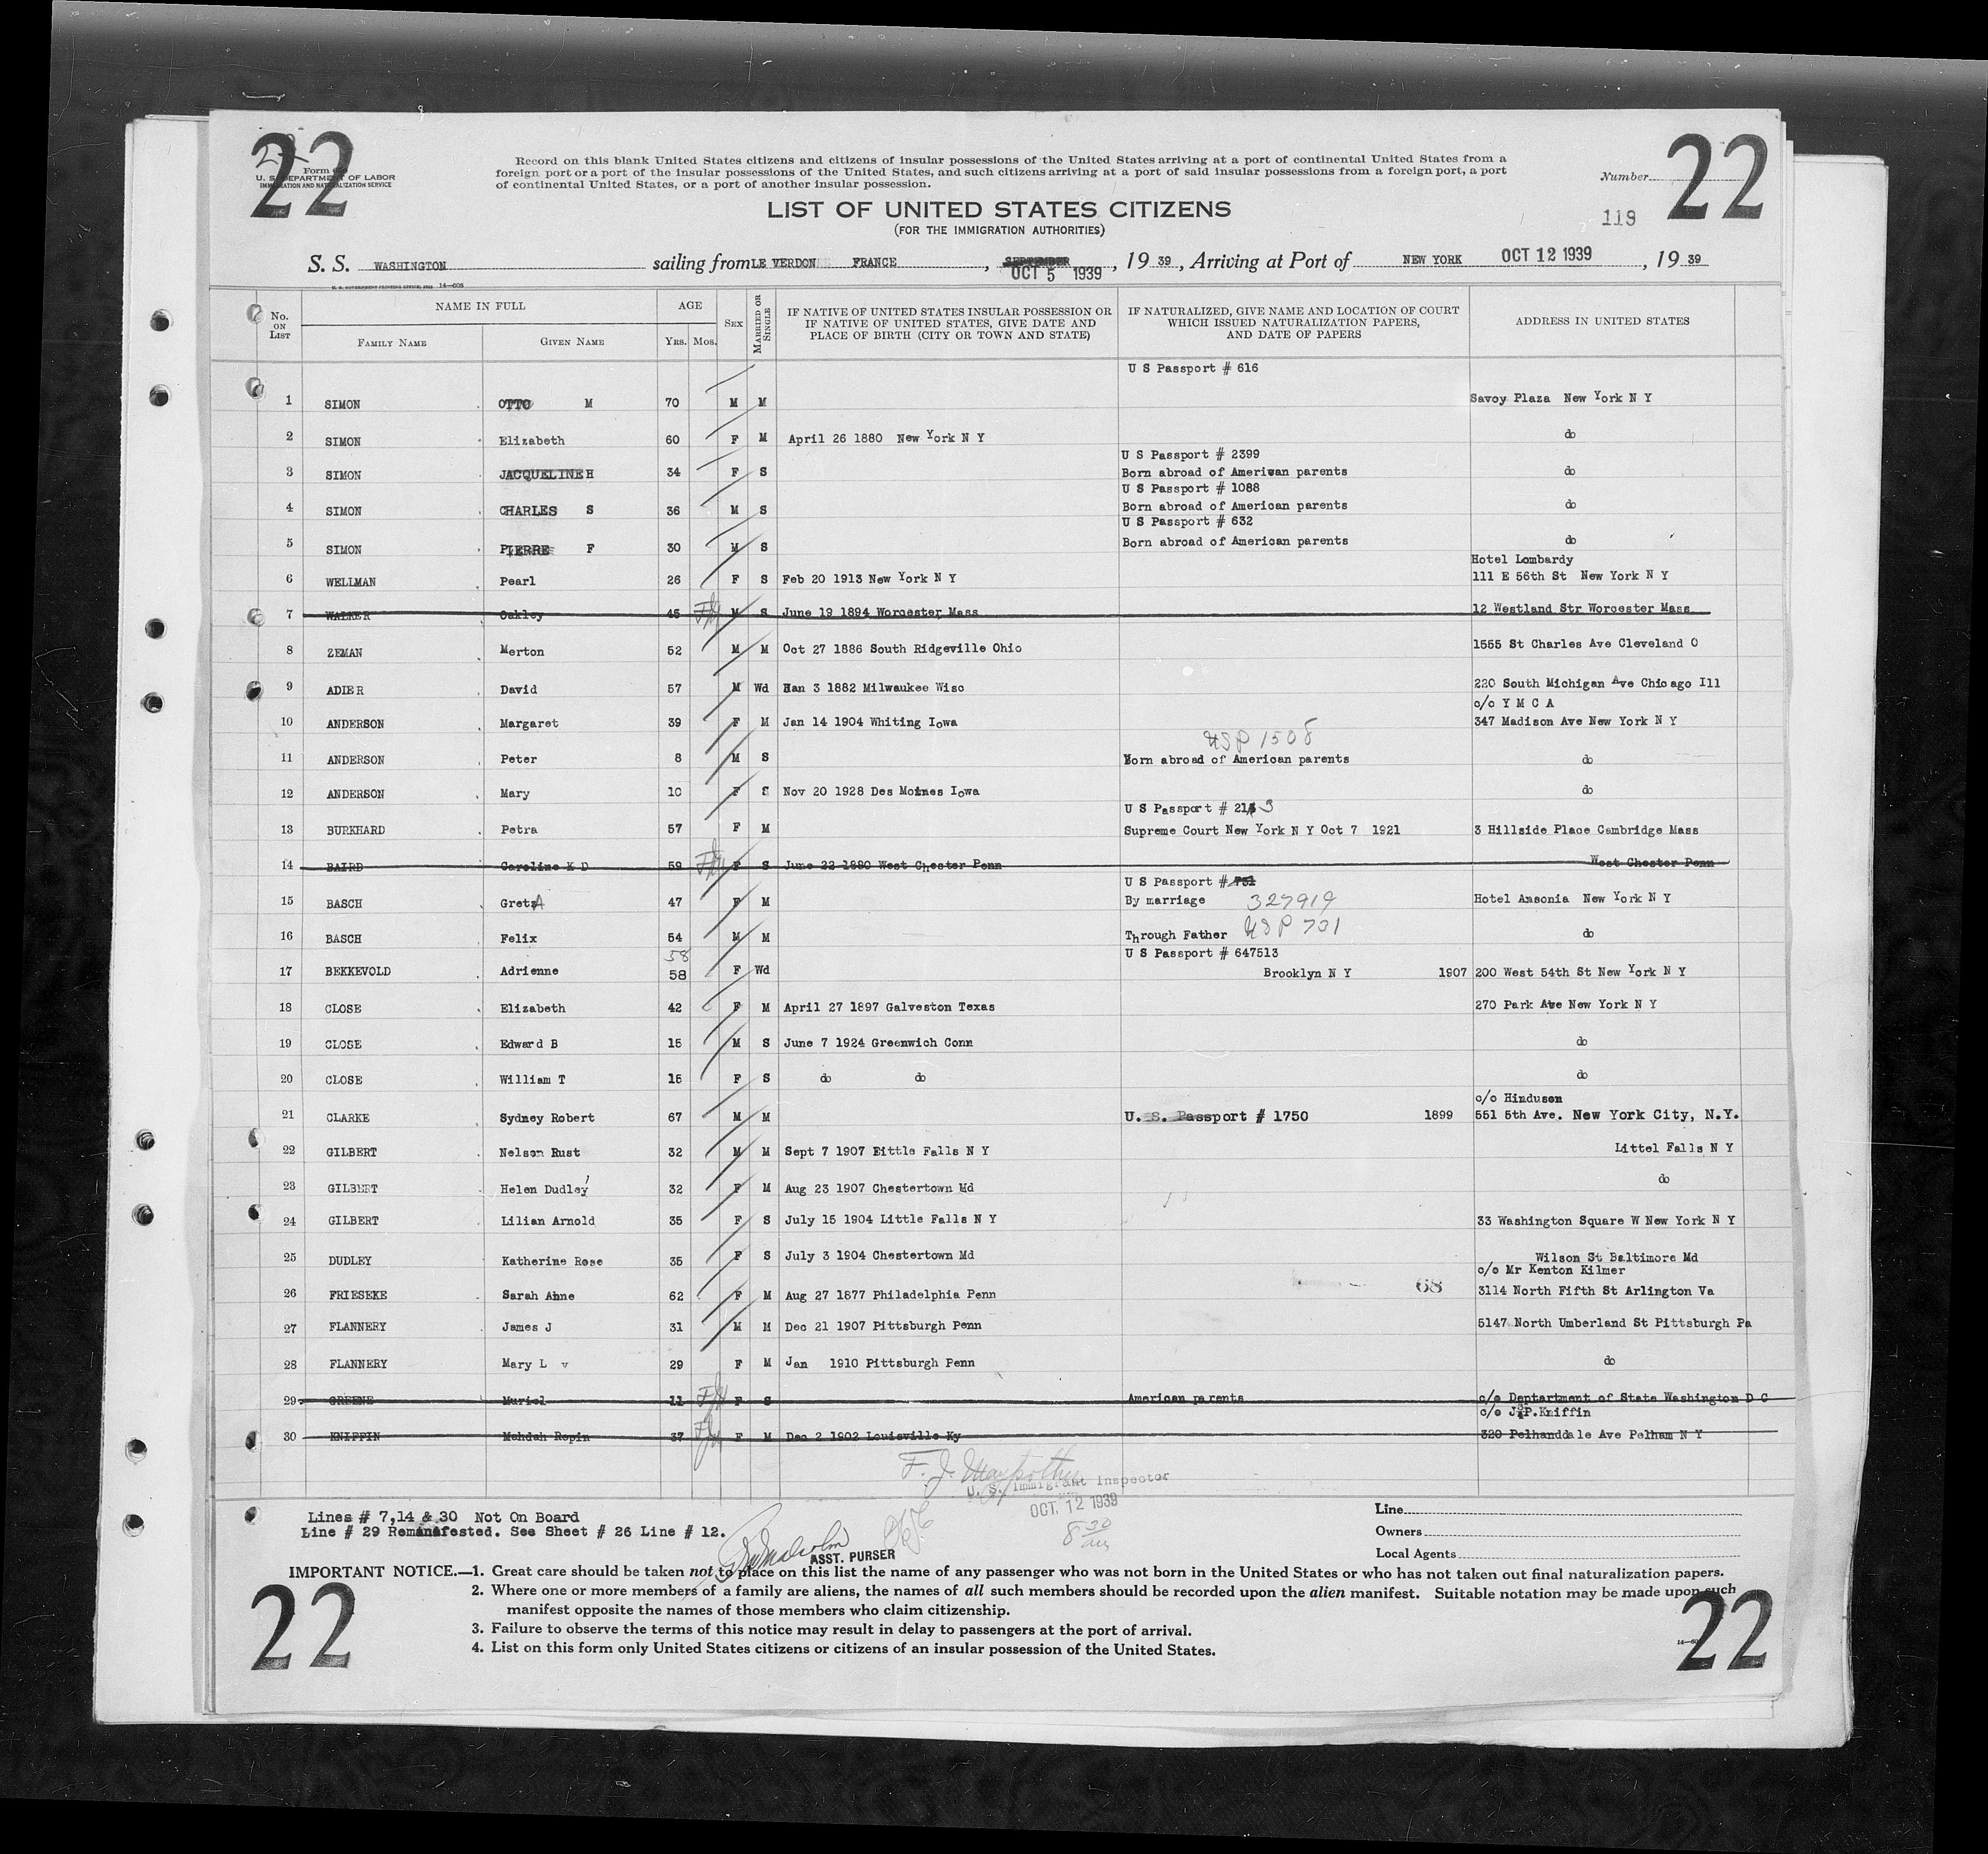 22 22
Form
U. S. DEPARTMENT OF LABOR
IMMIGRATION AND NATURALIZATION SERVICE
Record on this blank United States citizens and citizens of insular possessions of the United States arriving at a port of continental United States from a
foreign port or a port of the insular possessions of the United States, and such citizens arriving at a port of said insular possessions from a foreign port, a port
of continental United States, or a port of another insular possession.
Number
LIST OF UNITED STATES CITIZENS
(FOR THE IMMIGRATION AUTHORITIES)
119
S. S. WASHINGTON sailing from LE VERDON FRANCE , SEPTEMBER OCT 5 1939 , 19 39 , Arriving at Port of NEW YORK OCT 12 1939 , 19 39
No. ON LIST NAME IN FULL AGE SEX MARRIED OR SINGLE IF NATIVE OF UNITED STATES INSULAR POSSESSION OR IF NATIVE OF UNITED STATES, GIVE DATE AND PLACE OF BIRTH (CITY OR TOWN AND STATE) IF NATURALIZED, GIVE NAME AND LOCATION OF COURT WHICH ISSUED NATURALIZATION PAPERS, AND DATE OF PAPERS ADDRESS IN UNITED STATES
FAMILY NAME GIVEN NAME YRS. MOS.
U S Passport # 616
1 SIMON OTTO M 70 M M Savoy Plaza New York N Y
2 SIMON Elizabeth 60 F M April 26 1880 New York N Y do
U S Passport # 2399
3 SIMON JACQUELINE H 34 F S Born abroad of Ameriwan parents do
U S Passport # 1088
4 SIMON CHARLES S 36 M S Born abroad of American parents do
U S Passport # 632
5 SIMON PIERRE F 30 M S Born abroad of American parents do
Hotel Lombardy
6 WELLMAN Pearl 26 F S Feb 20 1913 New York N Y 111 E 56th St New York N Y
7 WALKER Oakley 45 M S June 19 1894 Worcester Mass 12 Westland Str Worcester Mass
8 ZEMAN Merton 52 M M Oct 27 1886 South Ridgeville Ohio 1555 St Charles Ave Cleveland O
9 ADIER David 57 M Wd Han 3 1882 Milwaukee Wisc 220 South Michigan Ave Chicago Ill
c/o Y M C A
10 ANDERSON Margaret 39 F M Jan 14 1904 Whiting Iowa 347 Madison Ave New York N Y
USP 1508
11 ANDERSON Peter 8 M S Born abroad of American parents do
12 ANDERSON Mary 10 F S Nov 20 1928 Des Moines Iowa do
U S Passport # 21 3
13 BURKHARD Petra 57 F M Supreme Court New York N Y Oct 7 1921 3 Hillside Place Cambridge Mass
14 BAIRD Caroline K D 59 F S June 22 1880 West Chester Penn West Chester Penn
U S Passport # 731
15 BASCH Greta 47 F M By marriage 327919 Hotel Ansonia New York N Y
16 BASCH Felix 54 M M Through Father USP 731 do
58 U S Passport # 647513
17 BEKKEVOLD Adrienne 58 F Wd Brooklyn N Y 1907 200 West 54th St New York N Y
18 CLOSE Elizabeth 42 F M April 27 1897 Galveston Texas 270 Park Ave New York N Y
19 CLOSE Edward B 15 M S June 7 1924 Greenwich Conn do
20 CLOSE William T 15 F S do do do
c/o Hinduson
21 CLARKE Sydney Robert 67 M M U. S. Passport # 1750 1899 551 5th Ave. New York City, N.Y.
22 GILBERT Nelson Rust 32 M M Sept 7 1907 Eittle Falls N Y Littel Falls N Y
23 GILBERT Helen Dudley 32 F M Aug 23 1907 Chestertown Md do
24 GILBERT Lilian Arnold 35 F S July 15 1904 Little Falls N Y 33 Washington Square W New York N Y
25 DUDLEY Katherine Rose 35 F S July 3 1904 Chestertown Md Wilson St Baltimore Md
c/o Mr Kenton Kilmer
26 FRIESEKE Sarah Anne 62 F M Aug 27 1877 Philadelphia Penn 68 3114 North Fifth St Arlington Va
27 FLANNERY James J 31 M M Dec 21 1907 Pittsburgh Penn 5147 North Umberland St Pittsburgh Pa
28 FLANNERY Mary L v 29 F M Jan 1910 Pittsburgh Penn do
29 GREENE Muriel 11 F S American parents c/o Deptartment of State Washington D C
c/o J.P.Kniffin
30 KNIFFIN Mahdah Ropin 37 F M Dec 2 1902 Louisville Ky 320 Pelhanddale Ave Pelham N Y
U. S. Immigrant Inspector
OCT. 12 1939
8 30 am
Lines # 7,14 & 30 Not On Board
Line # 29 Remanifested. See Sheet # 26 Line # 12.
ASST. PURSER
Line
Owners
Local Agents
IMPORTANT NOTICE.—1. Great care should be taken not to place on this list the name of any passenger who was not born in the United States or who has not taken out final naturalization papers.
2. Where one or more members of a family are aliens, the names of all such members should be recorded upon the alien manifest. Suitable notation may be made upon such
manifest opposite the names of those members who claim citizenship.
3. Failure to observe the terms of this notice may result in delay to passengers at the port of arrival.
4. List on this form only United States citizens or citizens of an insular possession of the United States.
22 22